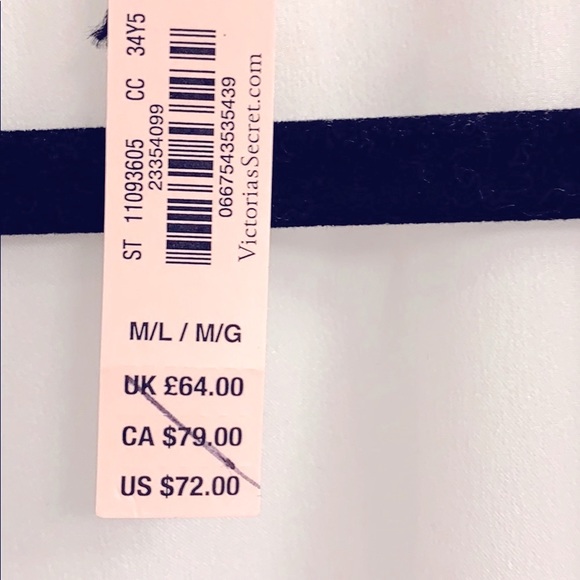 ST 11093605 CC 34Y5
23354099
0667543535439
VictoriasSecret.com
M/L / M/G
UK £64.00
CA $79.00
US $72.00